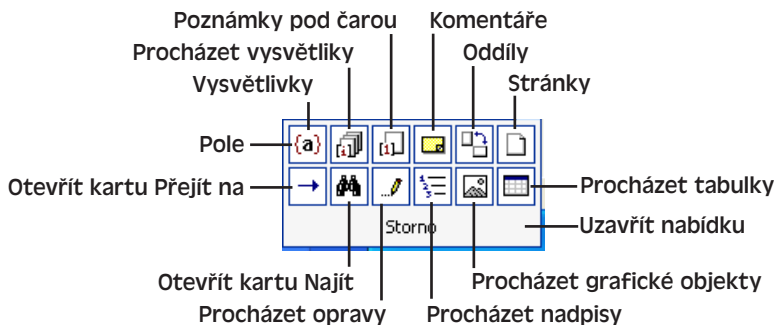 Poznámky pod čarou
Komentáře
Procházet vysvětliky
Oddíly
Vysvětlivky
Stránky
Pole
{a}
[i]
[1]
Otevřít kartu Přejít na
Procházet tabulky
Storno
Uzavřít nabídku
Otevřít kartu Najít
Procházet grafické objekty
Procházet opravy
Procházet nadpisy